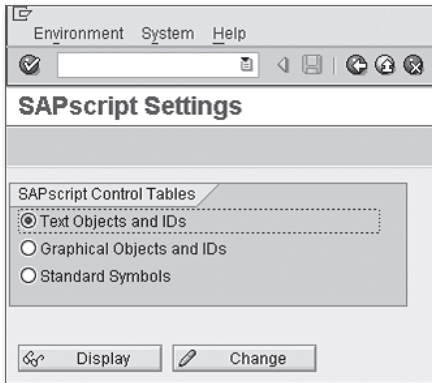 Environment System Help
SAPscript Settings
SAPscript Control Tables
Text Objects and IDs
Graphical Objects and IDs
Standard Symbols
Display Change